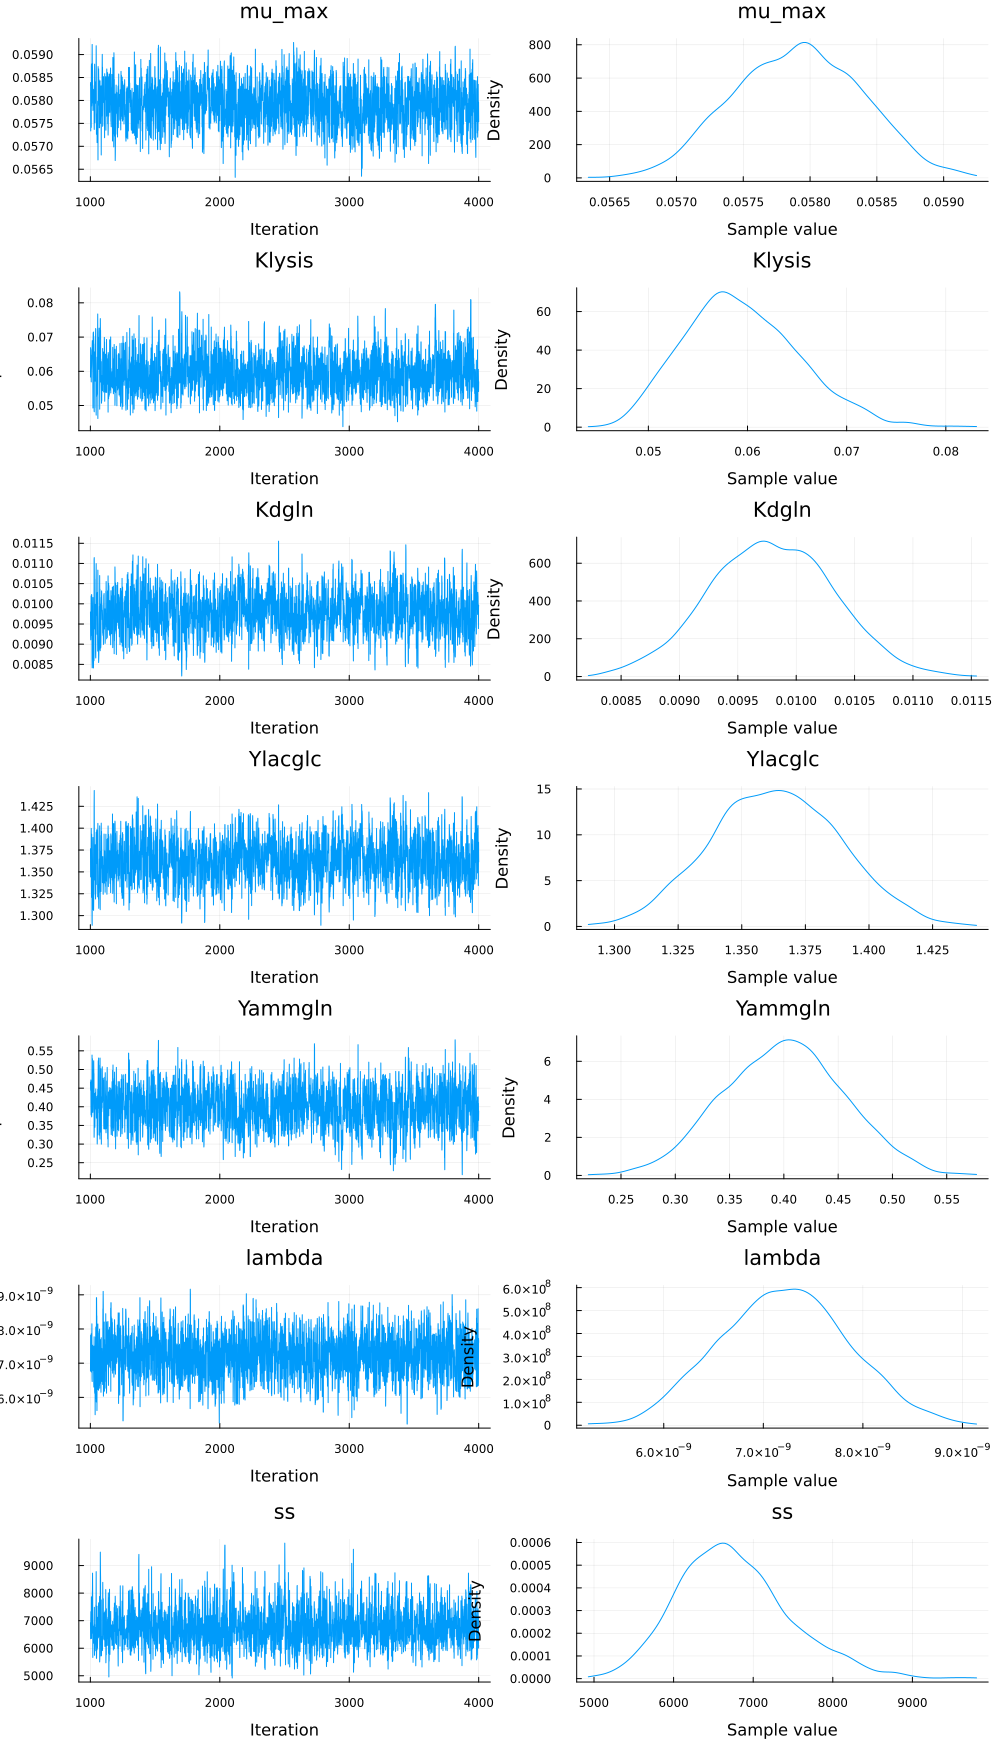 mu_max mu_max
0.0590
0.0585
0.0580
0.0575
0.0570
0.0565
1000 2000 3000 4000
Iteration
Density
800
600
400
200
0
0.0565 0.0570 0.0575 0.0580 0.0585 0.0590
Sample value
Klysis Klysis
0.08
0.07
0.06
0.05
1000 2000 3000 4000
Iteration
Density
60
40
20
0
0.05 0.06 0.07 0.08
Sample value
Kdgln Kdgln
0.0115
0.0110
0.0105
0.0100
0.0095
0.0090
0.0085
1000 2000 3000 4000
Iteration
Density
600
400
200
0
0.0085 0.0090 0.0095 0.0100 0.0105 0.0110 0.0115
Sample value
Ylacglc Ylacglc
1.425
1.400
1.375
1.350
1.325
1.300
1000 2000 3000 4000
Iteration
Density
15
10
5
0
1.300 1.325 1.350 1.375 1.400 1.425
Sample value
Yammgln Yammgln
0.55
0.50
0.45
0.40
0.35
0.30
0.25
1000 2000 3000 4000
Iteration
Density
6
4
2
0
0.25 0.30 0.35 0.40 0.45 0.50 0.55
Sample value
lambda lambda
9.0×10⁻⁹
8.0×10⁻⁹
7.0×10⁻⁹
6.0×10⁻⁹
1000 2000 3000 4000
Iteration
Density
6.0×10⁸
5.0×10⁸
4.0×10⁸
3.0×10⁸
2.0×10⁸
1.0×10⁸
0
6.0×10⁻⁹ 7.0×10⁻⁹ 8.0×10⁻⁹ 9.0×10⁻⁹
Sample value
ss ss
9000
8000
7000
6000
5000
1000 2000 3000 4000
Iteration
Density
0.0006
0.0005
0.0004
0.0003
0.0002
0.0001
0.0000
5000 6000 7000 8000 9000
Sample value